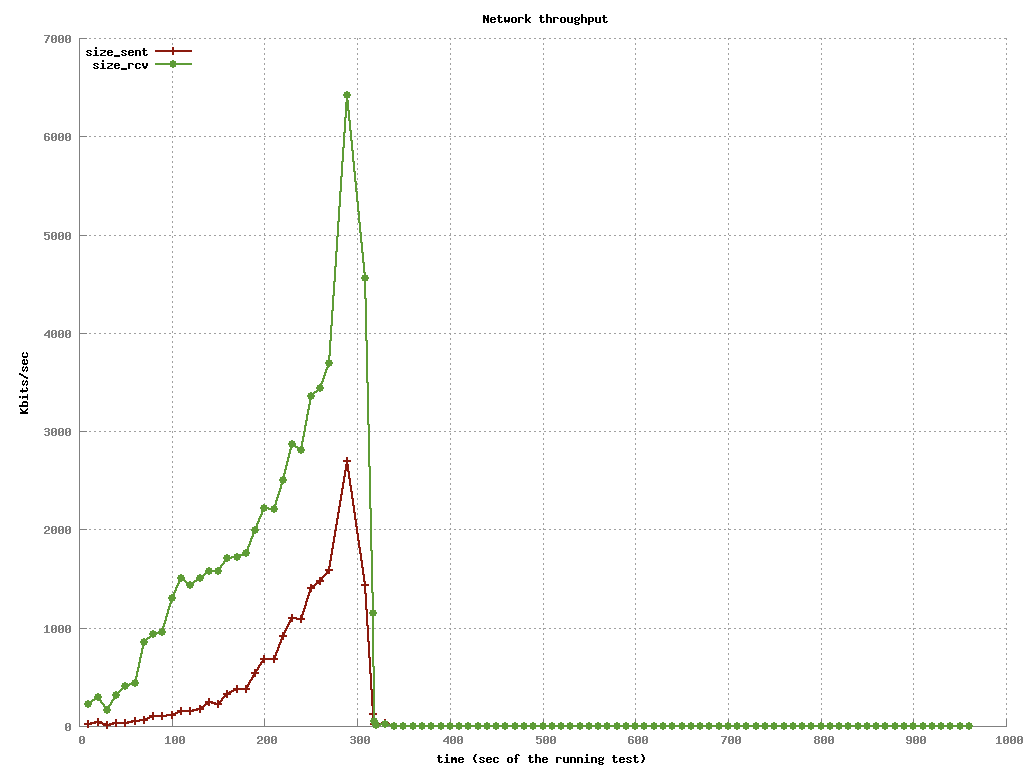 Network throughput
7000
6000
5000
4000
3000
2000
1000
0
size_sent
size_rcv
Kbits/sec
0 100 200 300 400 500 600 700 800 900 1000
time (sec of the running test)